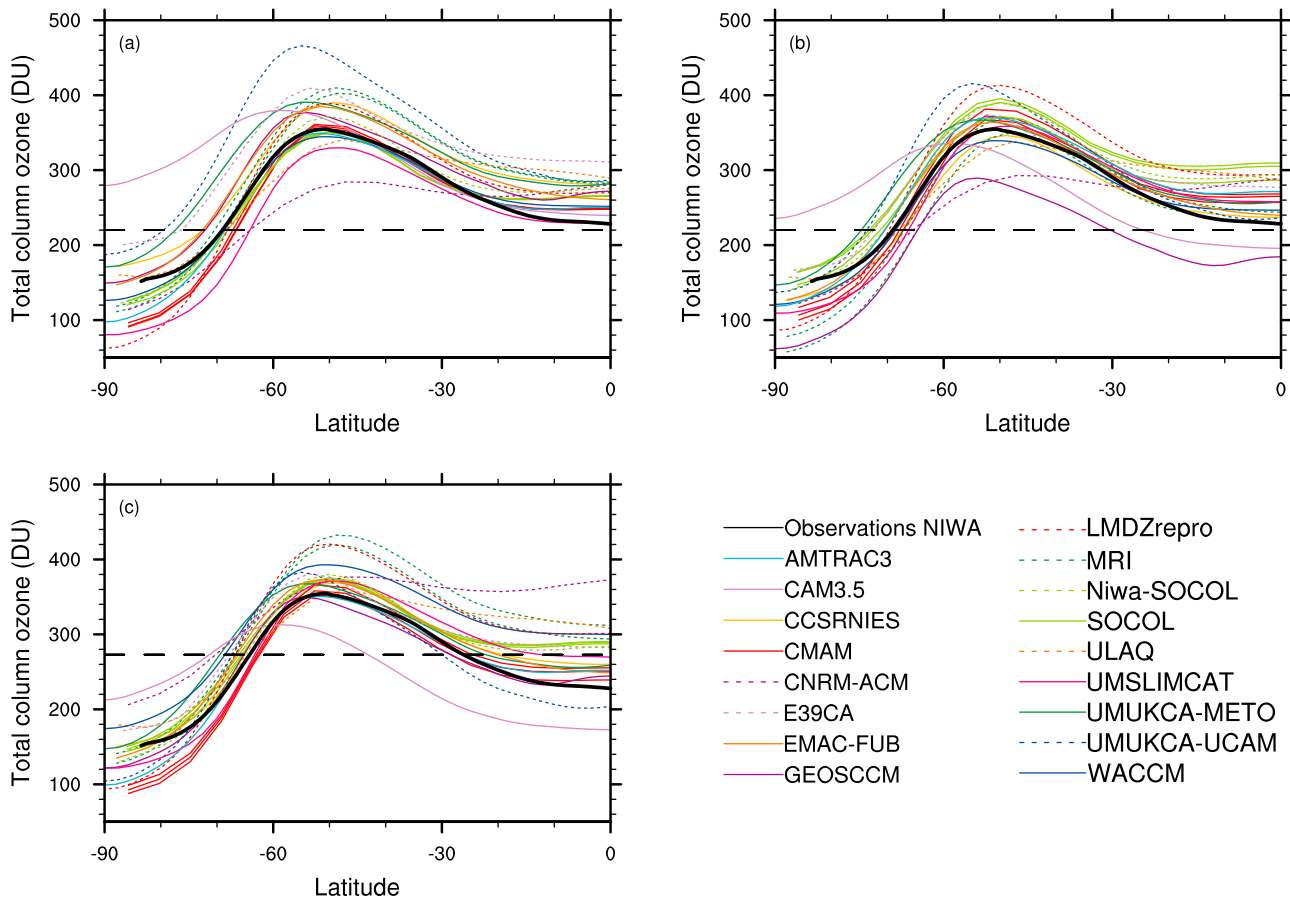 500
400
300
200
100
Total column ozone (DU)
(a)
-90
-60
-30
0
Latitude
500
400
300
200
100
Total column ozone (DU)
(b)
-90
-60
-30
0
Latitude
500
400
300
200
100
Total column ozone (DU)
(c)
-90
-60
-30
0
Latitude
Observations NIWA
AMTRAC3
CAM3.5
CCSRNIES
CMAM
CNRM-ACM
E39CA
EMAC-FUB
GEOSCCM
LMDZrepro
MRI
Niwa-SOCOL
SOCOL
ULAQ
UMSLIMCAT
UMUKCA-METO
UMUKCA-UCAM
WACCM